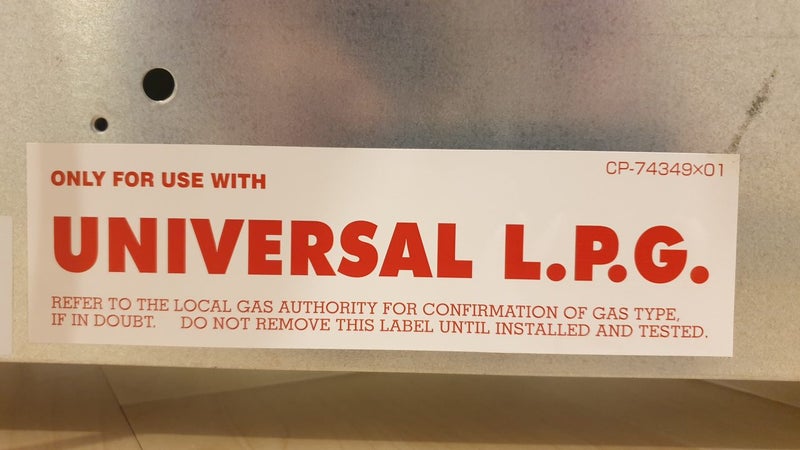 CP-74349×01
ONLY FOR USE WITH
UNIVERSAL L.P.G.
REFER TO THE LOCAL GAS AUTHORITY FOR CONFIRMATION OF GAS TYPE,
IF IN DOUBT. DO NOT REMOVE THIS LABEL UNTIL INSTALLED AND TESTED.